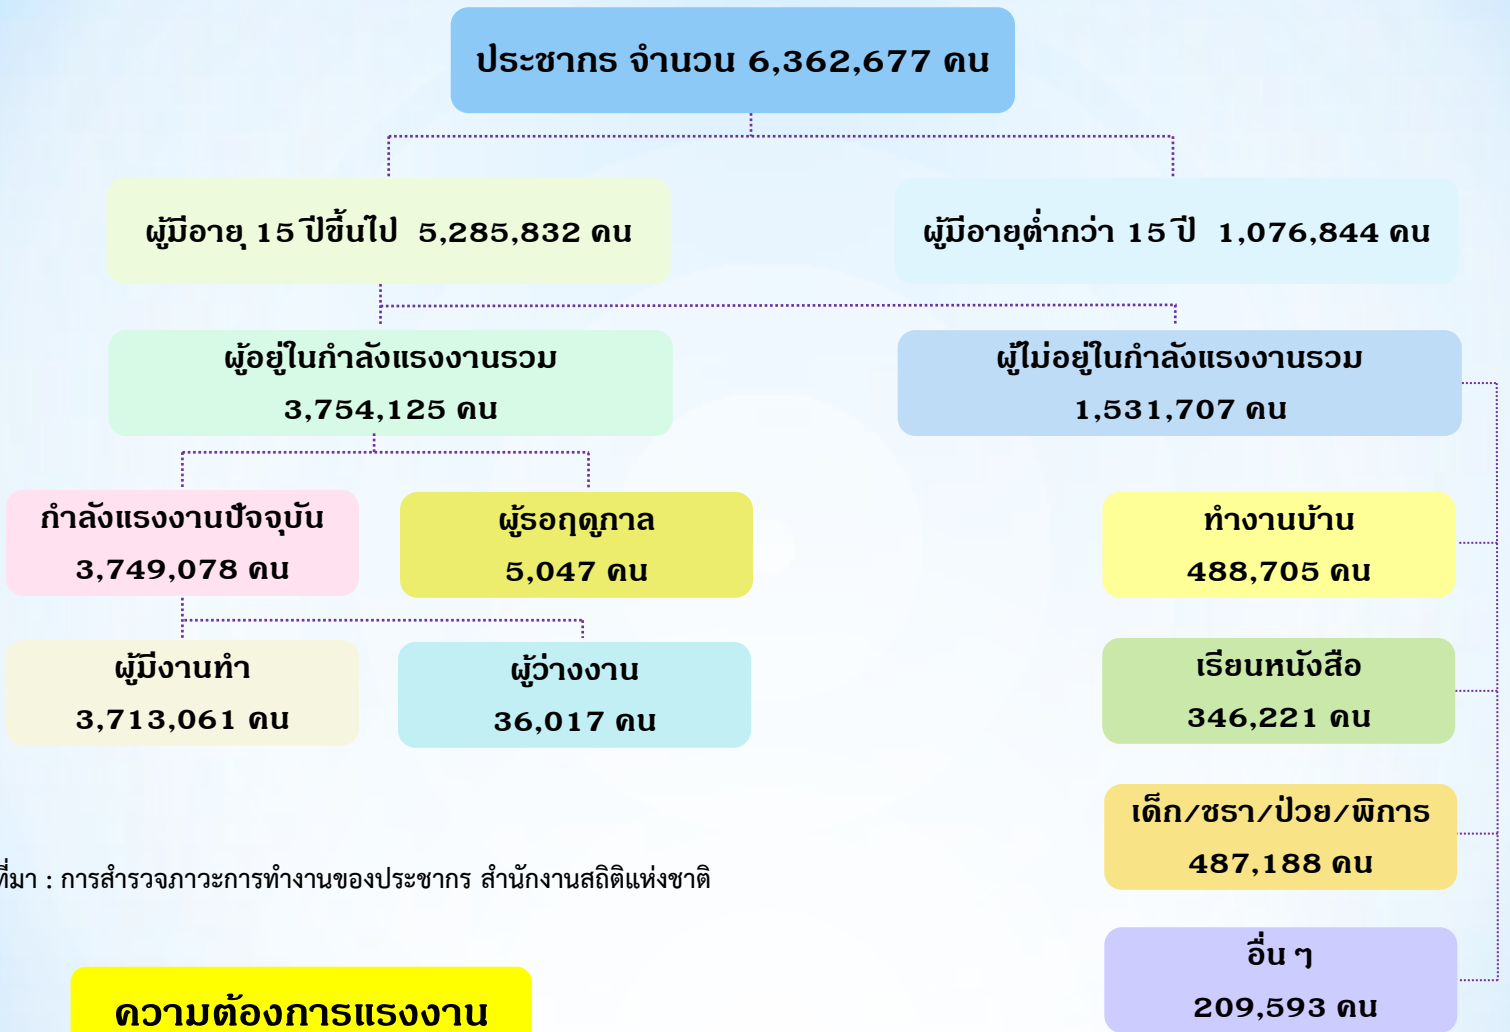 ประชากร จำนวน 6,362,677 คน
ผู้มีอายุ 15 ปีขึ้นไป 5,285,832 คน
ผู้มีอายุต่ำกว่า 15 ปี 1,076,844 คน
ผู้อยู่ในกำลังแรงงานรวม
3,754,125 คน
ผู้ไม่อยู่ในกำลังแรงงานรวม
1,531,707 คน
กำลังแรงงานปัจจุบัน
3,749,078 คน
ผู้รอฤดูกาล
5,047 คน
ทำงานบ้าน
488,705 คน
ผู้มีงานทำ
3,713,061 คน
ผู้ว่างงาน
36,017 คน
เรียนหนังสือ
346,221 คน
เด็ก/ชรา/ป่วย/พิการ
487,188 คน
ที่มา : การสำรวจภาวะการทำงานของประชากร สำนักงานสถิติแห่งชาติ
อื่น ๆ
209,593 คน
ความต้องการแรงงาน